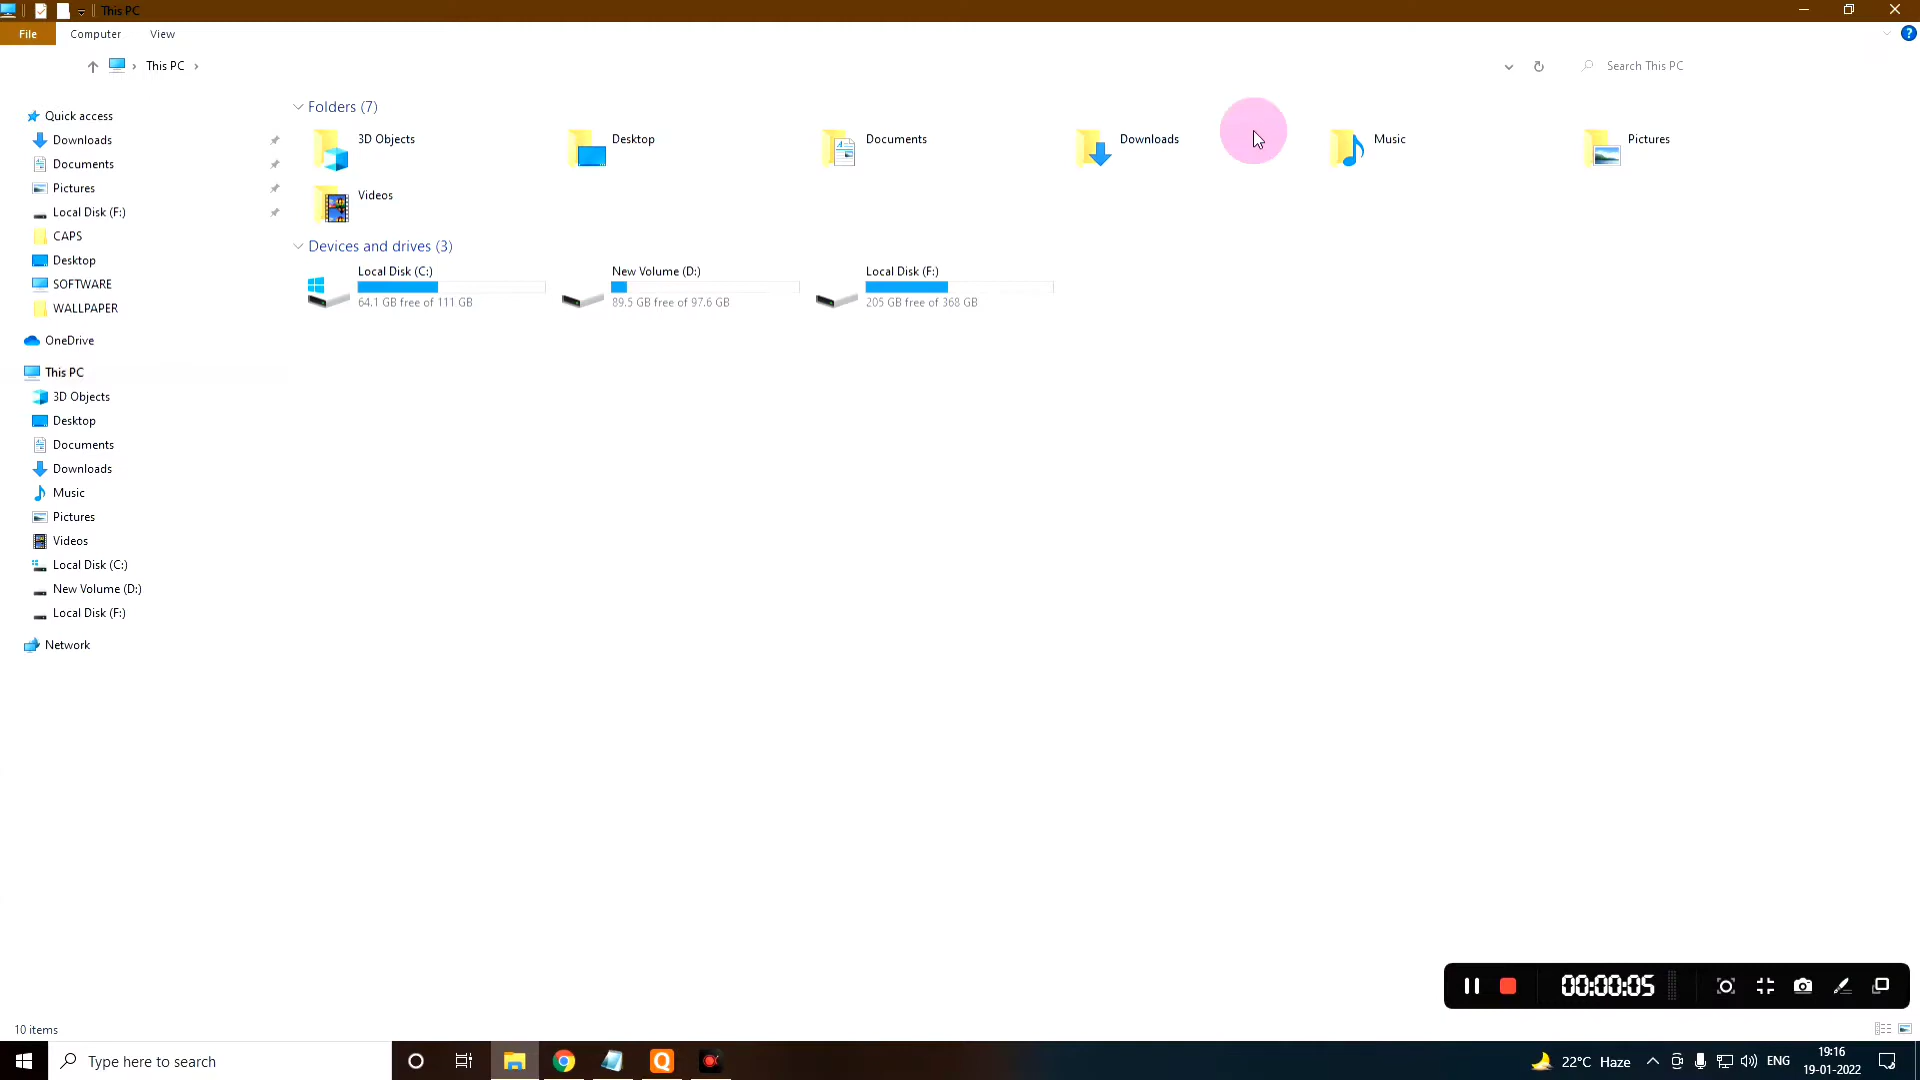 This PC
File
Computer
View
This PC
Search This PC
Quick access
Downloads
Documents
Pictures
Local Disk (F:)
CAPS
Desktop
SOFTWARE
WALLPAPER
OneDrive
This PC
3D Objects
Desktop
Documents
Downloads
Music
Pictures
Videos
Local Disk (C:)
New Volume (D:)
Local Disk (F:)
Network
Folders (7)
3D Objects
Desktop
Documents
Downloads
Music
Pictures
Videos
Devices and drives (3)
Local Disk (C:)
64.1 GB free of 111 GB
New Volume (D:)
89.5 GB free of 97.6 GB
Local Disk (F:)
205 GB free of 368 GB
00:00:05
10 items
Type here to search
22°C Haze
ENG
19:16
19-01-2022